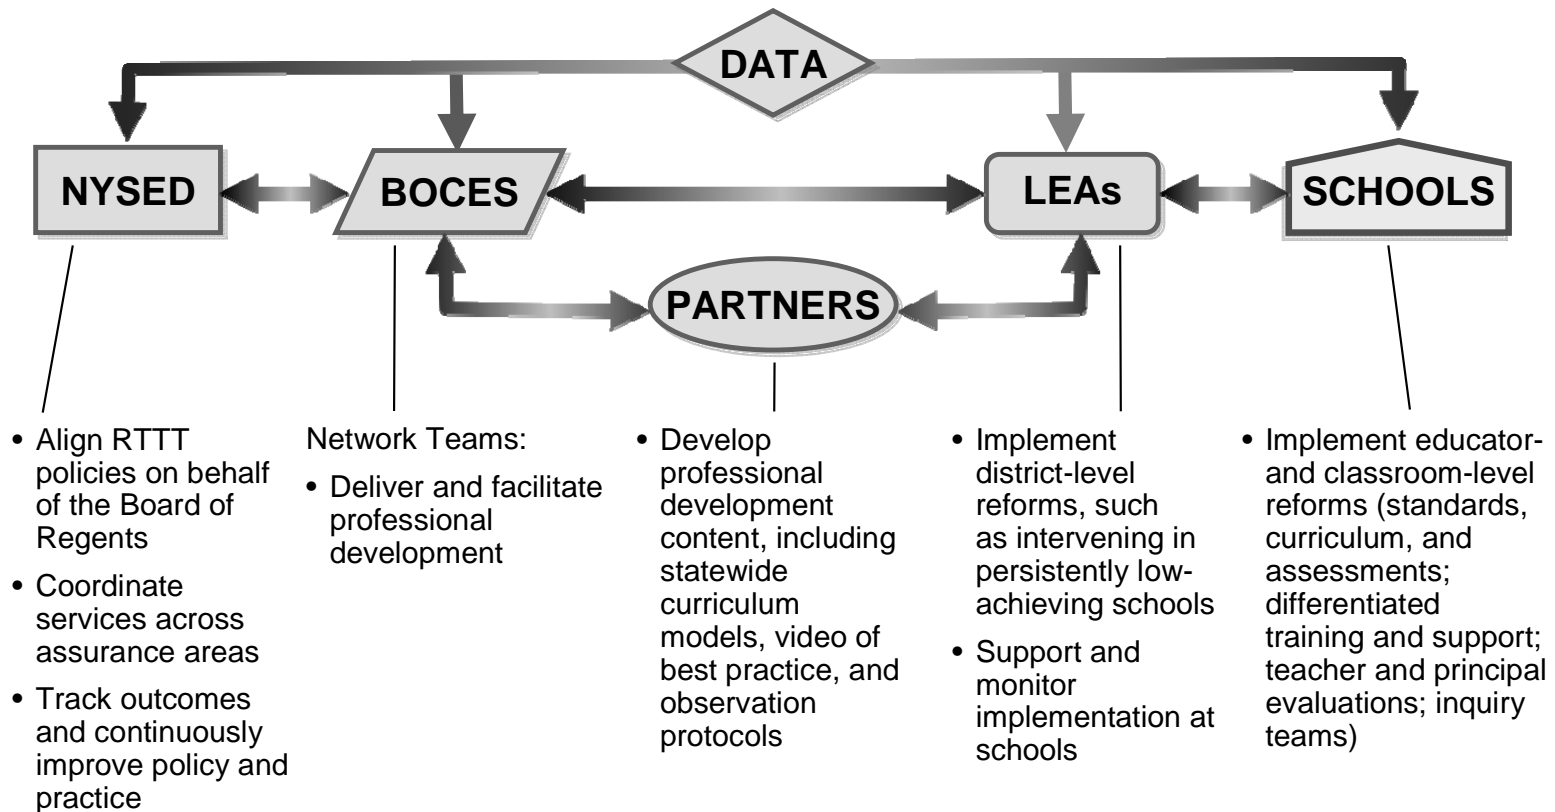 DATA
NYSED
BOCES
LEAs
SCHOOLS
PARTNERS
• Align RTTT
policies on behalf
of the Board of
Regents
• Coordinate
services across
assurance areas
• Track outcomes
and continuously
improve policy and
practice
Network Teams:
• Deliver and facilitate
professional
development
• Develop
professional
development
content, including
statewide
curriculum
models, video of
best practice, and
observation
protocols
• Implement
district-level
reforms, such
as intervening in
persistently low-
achieving schools
• Support and
monitor
implementation at
schools
• Implement educator-
and classroom-level
reforms (standards,
curriculum, and
assessments;
differentiated
training and support;
teacher and principal
evaluations; inquiry
teams)